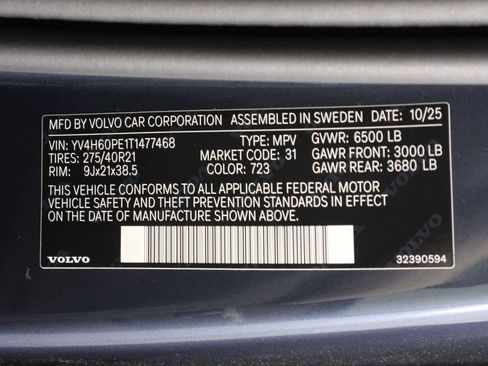 MFD BY VOLVO CAR CORPORATION ASSEMBLED IN SWEDEN DATE: 10/25
VIN: YV4H60PE1T1477468 TYPE: MPV GVWR: 6500 LB
TIRES: 275/40R21 MARKET CODE: 31 GAWR FRONT: 3000 LB
RIM: 9Jx21x38.5 COLOR: 723 GAWR REAR: 3680 LB
THIS VEHICLE CONFORMS TO ALL APPLICABLE FEDERAL MOTOR
VEHICLE SAFETY AND THEFT PREVENTION STANDARDS IN EFFECT
ON THE DATE OF MANUFACTURE SHOWN ABOVE.
VOLVO 32390594